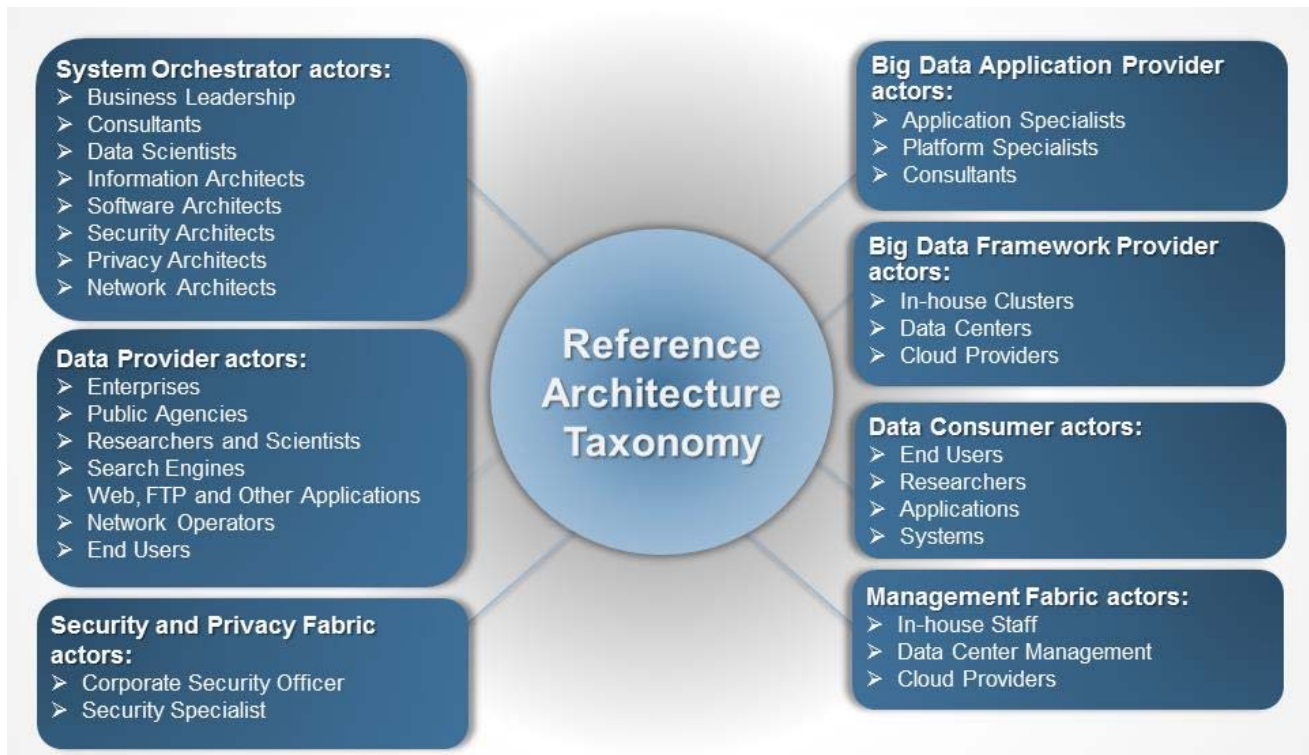 System Orchestrator actors:
➢ Business Leadership
➢ Consultants
➢ Data Scientists
➢ Information Architects
➢ Software Architects
➢ Security Architects
➢ Privacy Architects
➢ Network Architects
Data Provider actors:
➢ Enterprises
➢ Public Agencies
➢ Researchers and Scientists
➢ Search Engines
➢ Web, FTP and Other Applications
➢ Network Operators
➢ End Users
Security and Privacy Fabric
actors:
➢ Corporate Security Officer
➢ Security Specialist
Reference
Architecture
Taxonomy
Big Data Application Provider
actors:
➢ Application Specialists
➢ Platform Specialists
➢ Consultants
Big Data Framework Provider
actors:
➢ In-house Clusters
➢ Data Centers
➢ Cloud Providers
Data Consumer actors:
➢ End Users
➢ Researchers
➢ Applications
➢ Systems
Management Fabric actors:
➢ In-house Staff
➢ Data Center Management
➢ Cloud Providers